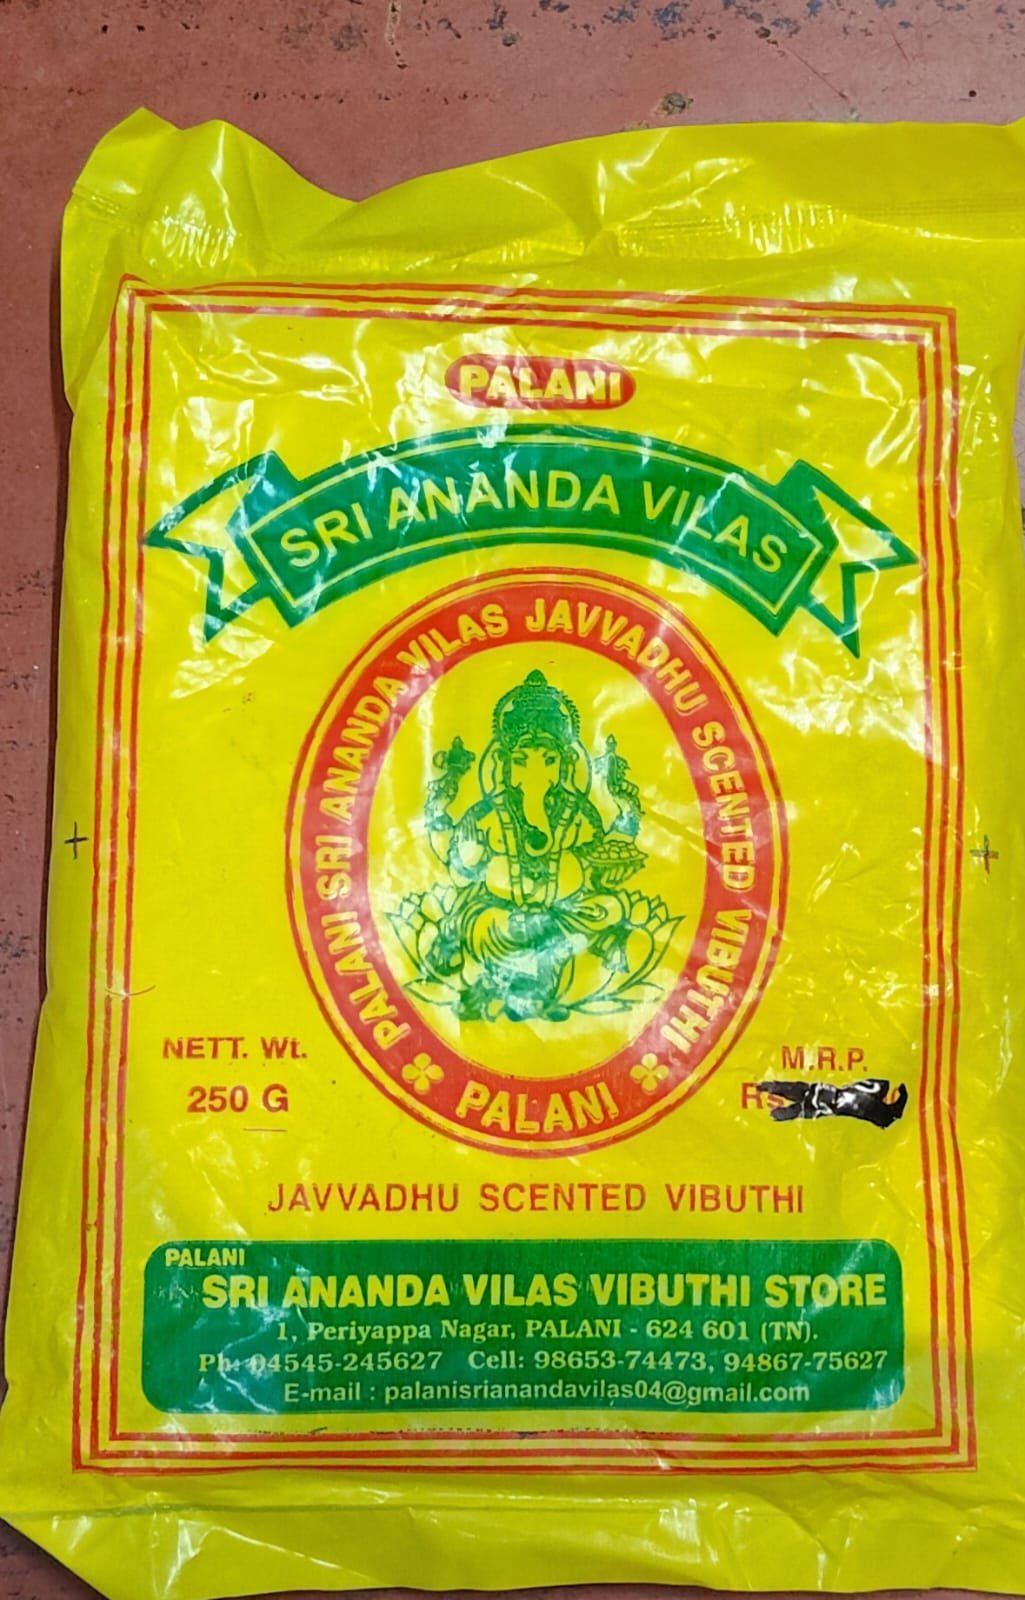 PALANI
SRI ANANDA VILAS
PALANI SRI ANANDA VILAS JAVVADHU SCENTED VIBUTHI
PALANI
NETT. Wt.
250 G
M.R.P.
Rs.
JAVVADHU SCENTED VIBUTHI
PALANI
SRI ANANDA VILAS VIBUTHI STORE
1, Periyappa Nagar, PALANI - 624 601 (TN).
Ph: 04545-245627 Cell: 98653-74473, 94867-75627
E-mail : palanisrianandavilas04@gmail.com